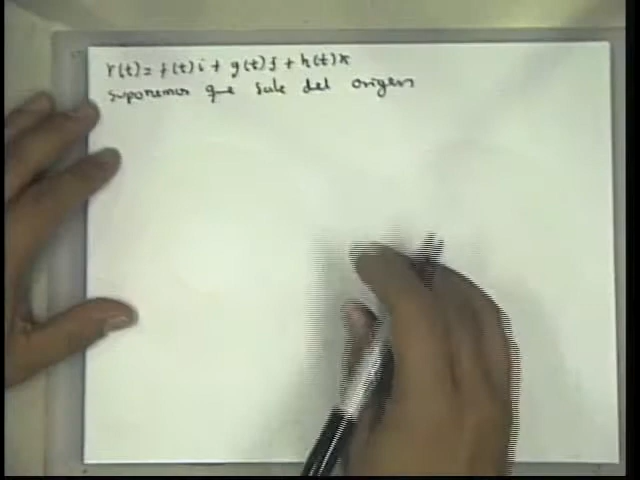 r(t) = f(t)i + g(t)j + h(t)k
suponemos que sale del origen